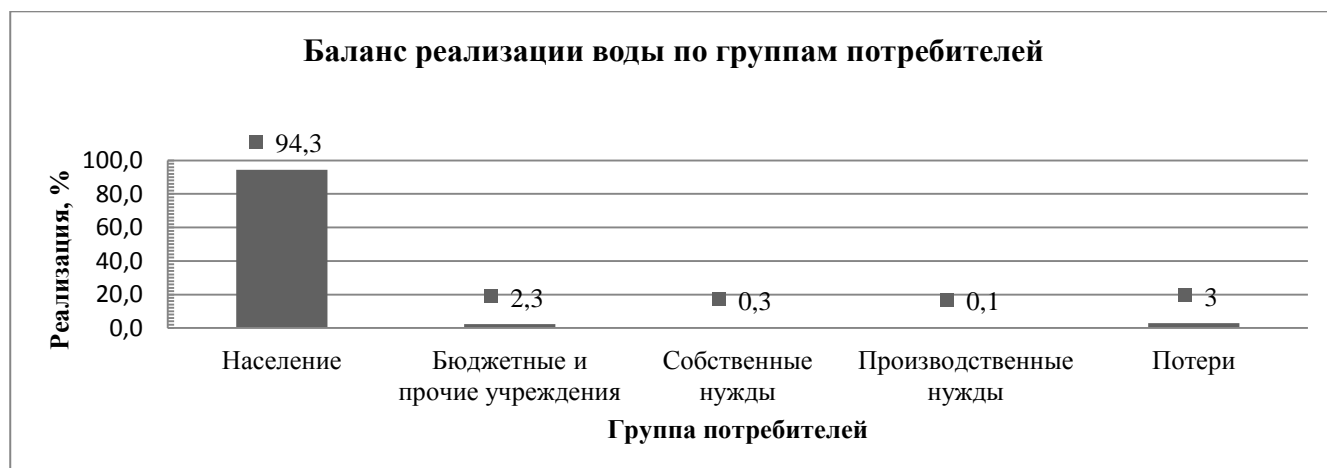 Баланс реализации воды по группам потребителей
Реализация, %
94,3
100,0
80,0
60,0
40,0
20,0
0,0
2,3
0,3
0,1
3
Население
Бюджетные и
прочие учреждения
Собственные
нужды
Производственные
нужды
Потери
Группа потребителей